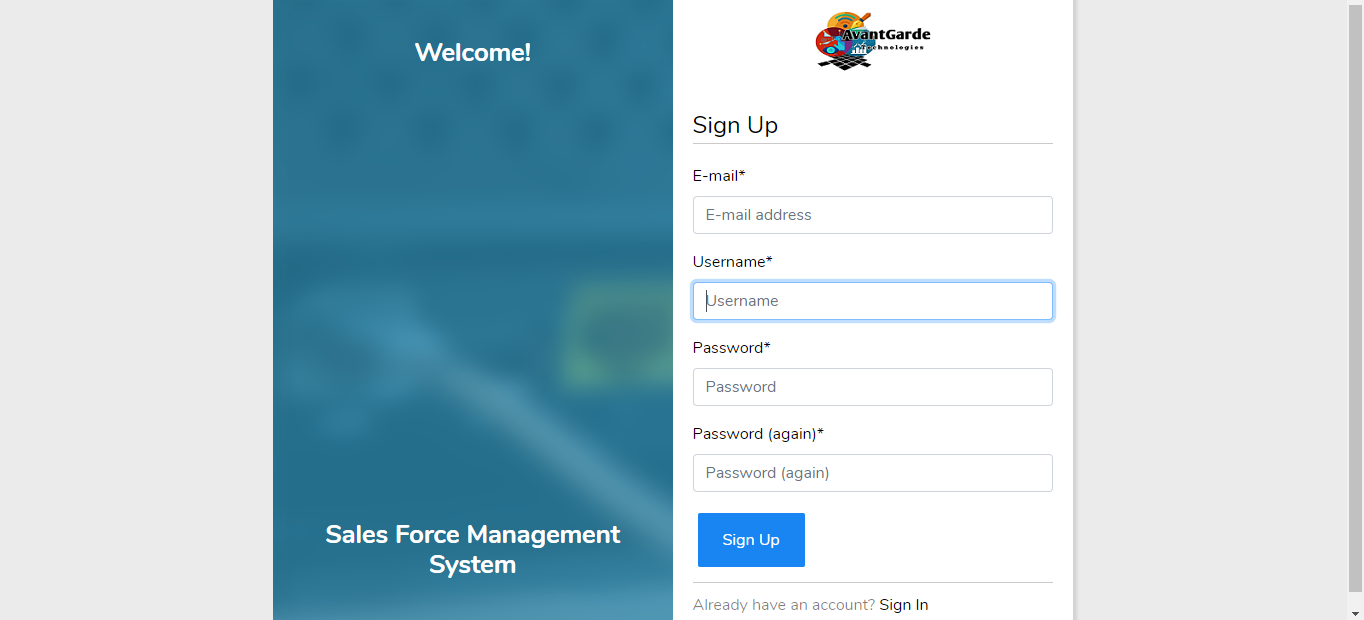 Welcome!
Sales Force Management
System
AvantGarde
Technologies
Sign Up
E-mail*
E-mail address
Username*
Username
Password*
Password
Password (again)*
Password (again)
Sign Up
Already have an account? Sign In